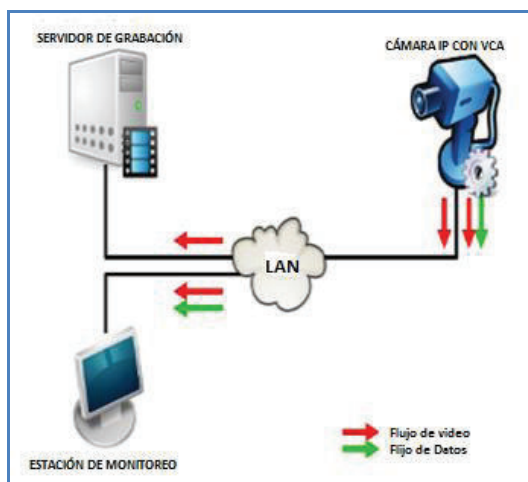 SERVIDOR DE GRABACIÓN
CÁMARA IP CON VCA
LAN
ESTACIÓN DE MONITOREO
Flujo de video
Flijo de Datos